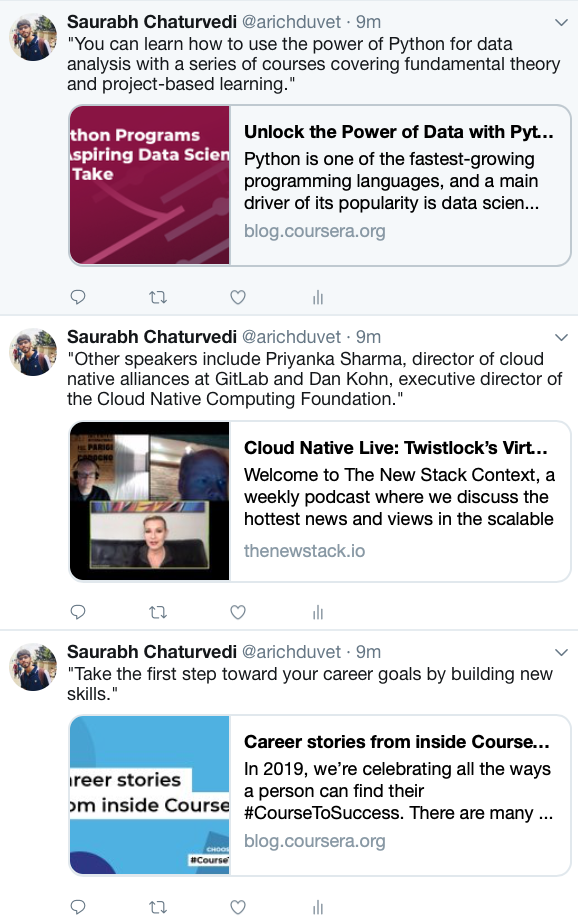 Saurabh Chaturvedi @arichduvet · 9m
"You can learn how to use the power of Python for data
analysis with a series of courses covering fundamental theory
and project-based learning."
thon Programs
spiring Data Scien
Take
Unlock the Power of Data with Pyt...
Python is one of the fastest-growing
programming languages, and a main
driver of its popularity is data scien...
blog.coursera.org
Saurabh Chaturvedi @arichduvet · 9m
"Other speakers include Priyanka Sharma, director of cloud
native alliances at GitLab and Dan Kohn, executive director of
the Cloud Native Computing Foundation."
PARIGI
Cloud Native Live: Twistlock’s Virt...
Welcome to The New Stack Context, a
weekly podcast where we discuss the
hottest news and views in the scalable
thenewstack.io
Saurabh Chaturvedi @arichduvet · 9m
"Take the first step toward your career goals by building new
skills."
reer stories
om inside Course
CHOOS
#Course
Career stories from inside Course...
In 2019, we’re celebrating all the ways
a person can find their
#CourseToSuccess. There are many ...
blog.coursera.org